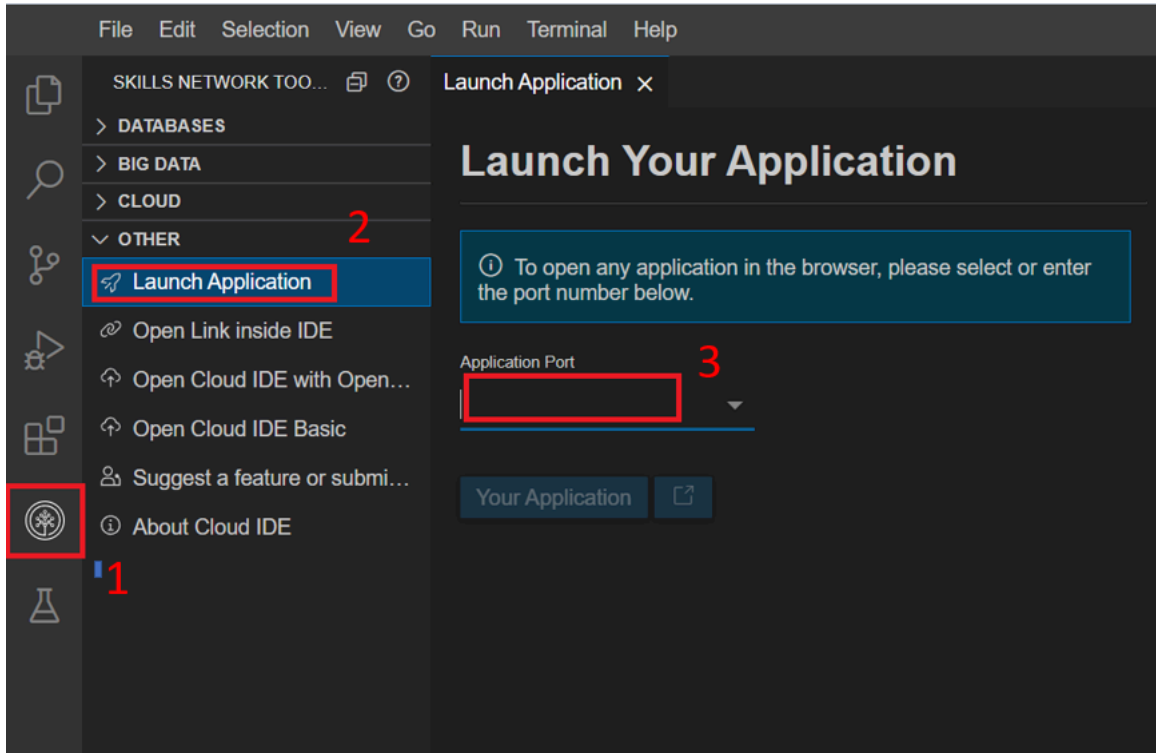 File Edit Selection View Go Run Terminal Help
SKILLS NETWORK TOO...
Launch Application
DATABASES
BIG DATA
CLOUD
OTHER
2
Launch Application
Open Link inside IDE
Open Cloud IDE with Open...
Open Cloud IDE Basic
Suggest a feature or submi...
About Cloud IDE
1
Launch Your Application
To open any application in the browser, please select or enter
the port number below.
Application Port
3
Your Application